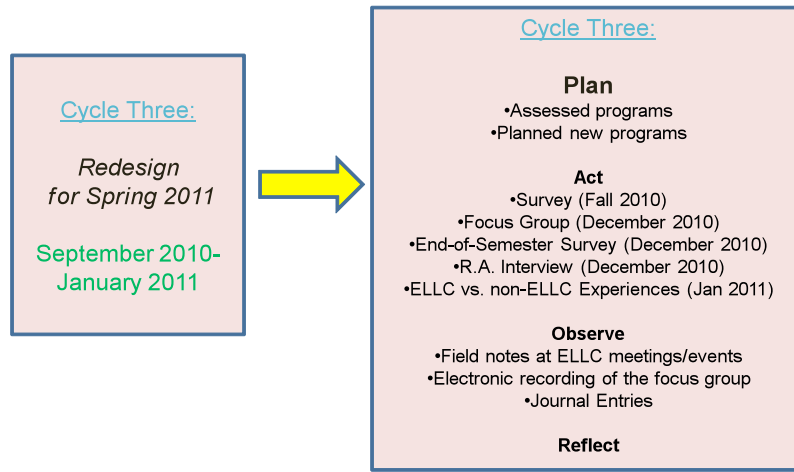 Cycle Three:
Redesign
for Spring 2011
September 2010-
January 2011
Cycle Three:
Plan
•Assessed programs
•Planned new programs
Act
•Survey (Fall 2010)
•Focus Group (December 2010)
•End-of-Semester Survey (December 2010)
•R.A. Interview (December 2010)
•ELLC vs. non-ELLC Experiences (Jan 2011)
Observe
•Field notes at ELLC meetings/events
•Electronic recording of the focus group
•Journal Entries
Reflect